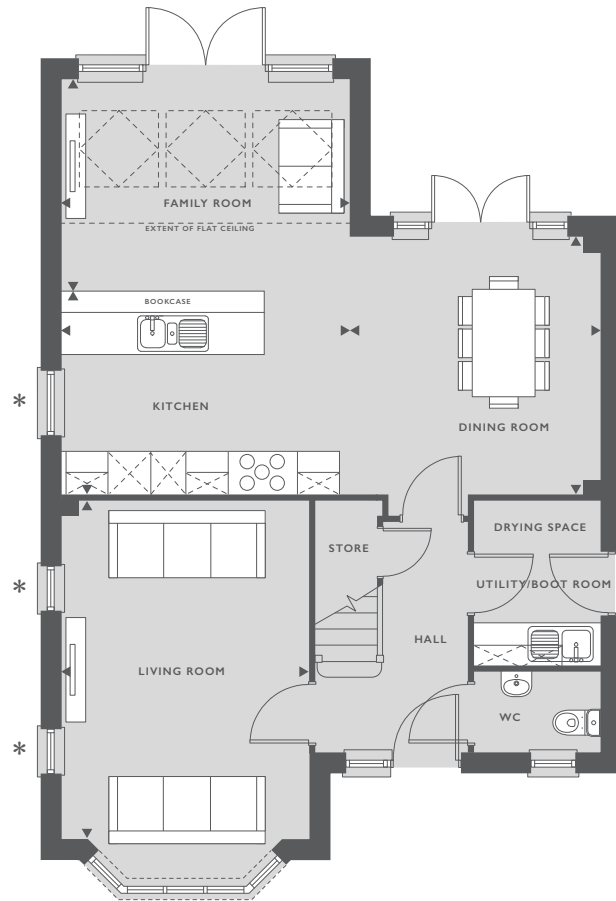 FAMILY ROOM
EXTENT OF FLAT CEILING
BOOKCASE
*
KITCHEN
DINING ROOM
DRYING SPACE
STORE
*
UTILITY/BOOT ROOM
HALL
LIVING ROOM
WC
*